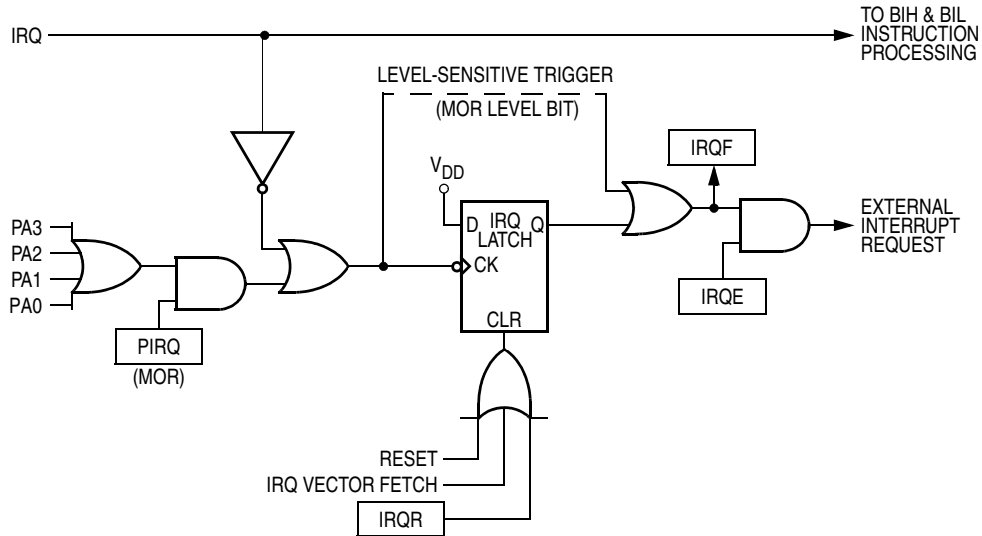 IRQ
TO BIH & BIL
INSTRUCTION
PROCESSING
LEVEL-SENSITIVE TRIGGER
(MOR LEVEL BIT)
IRQF
VDD
PA3
PA2
PA1
PA0
D IRQ Q
LATCH
CK
CLR
EXTERNAL
INTERRUPT
REQUEST
IRQE
PIRQ
(MOR)
RESET
IRQ VECTOR FETCH
IRQR